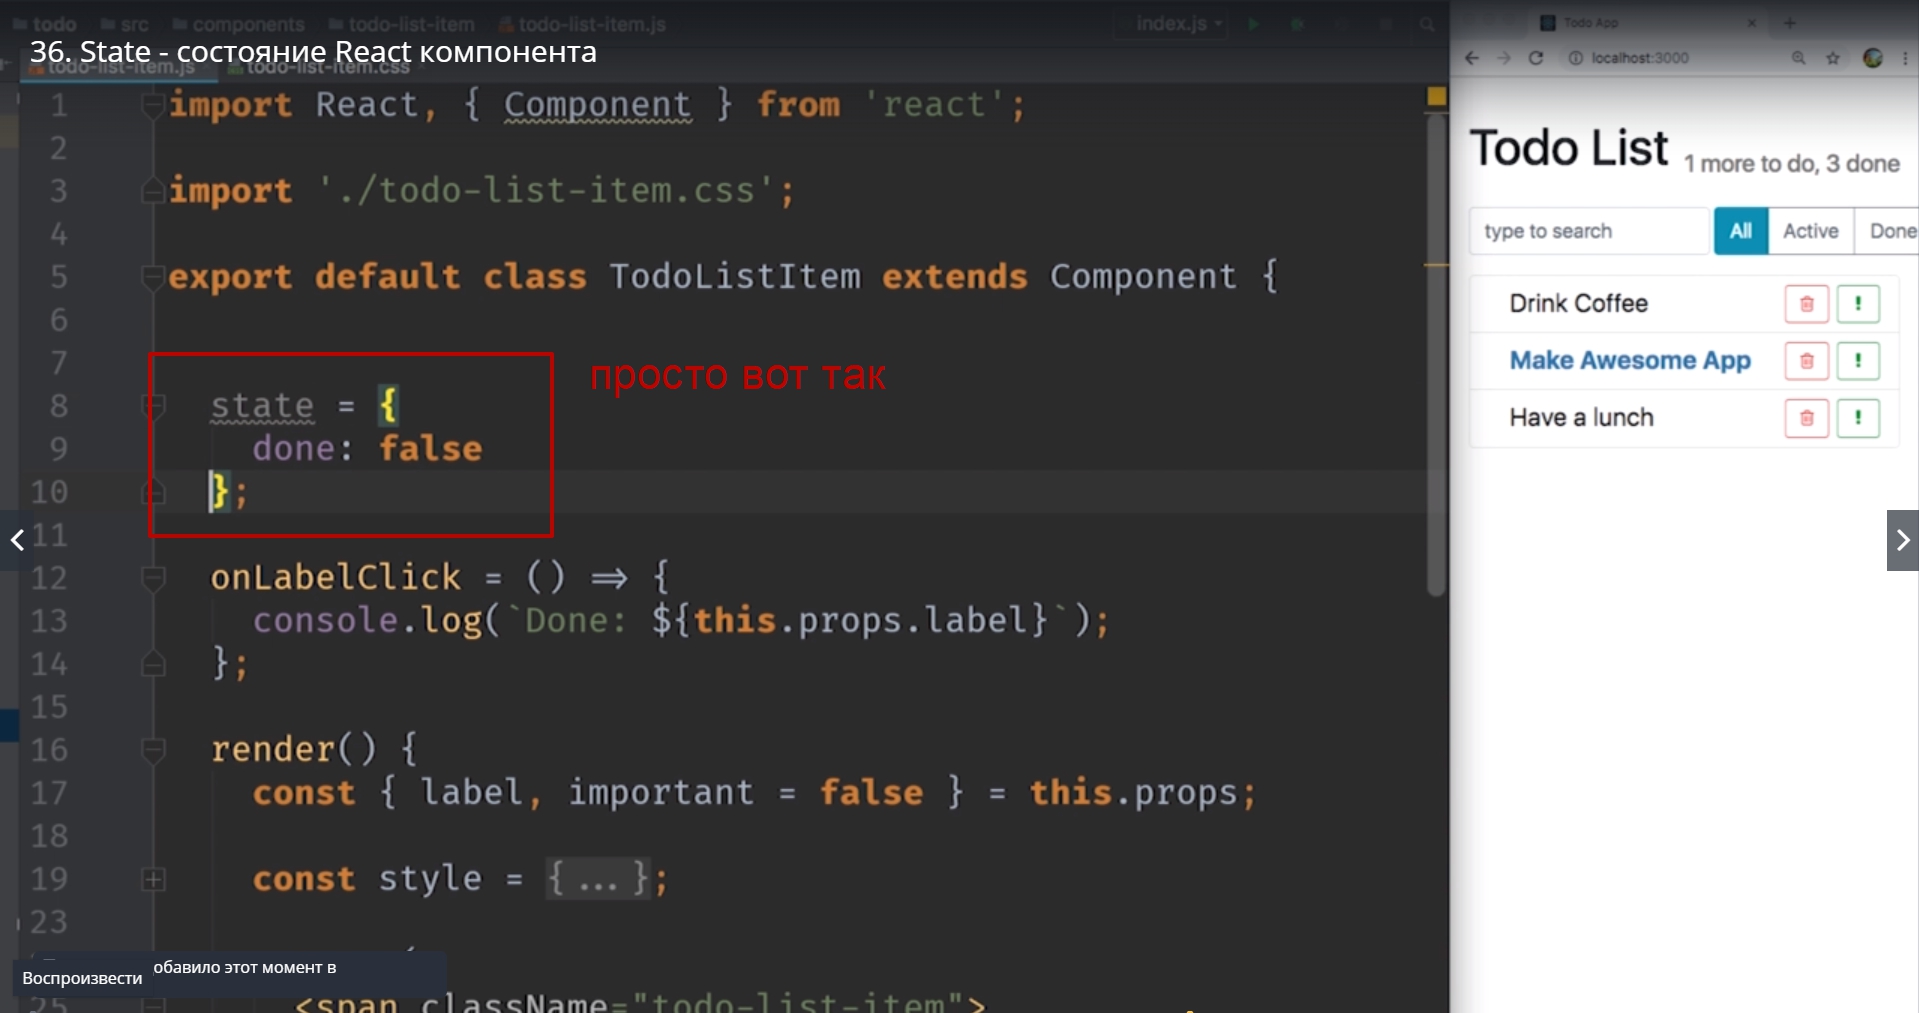 todo src components todo-list-item todo-list-item.js index.js
36. State - состояние React компонента
todo-list-item.js todo-list-item.css
1 import React, { Component } from 'react';
2
3 import './todo-list-item.css';
4
5 export default class TodoListItem extends Component {
6
7
8 state = {
9 done: false
10 };
11
12 onLabelClick = () => {
13 console.log(`Done: ${this.props.label}`);
14 };
15
16 render() {
17 const { label, important = false } = this.props;
18
19 const style = {...};
23
(
25 <span className="todo-list-item">
просто вот так
обавило этот момент в
Воспроизвести
Todo App
localhost:3000
Todo List 1 more to do, 3 done
type to search All Active Done
Drink Coffee
Make Awesome App
Have a lunch